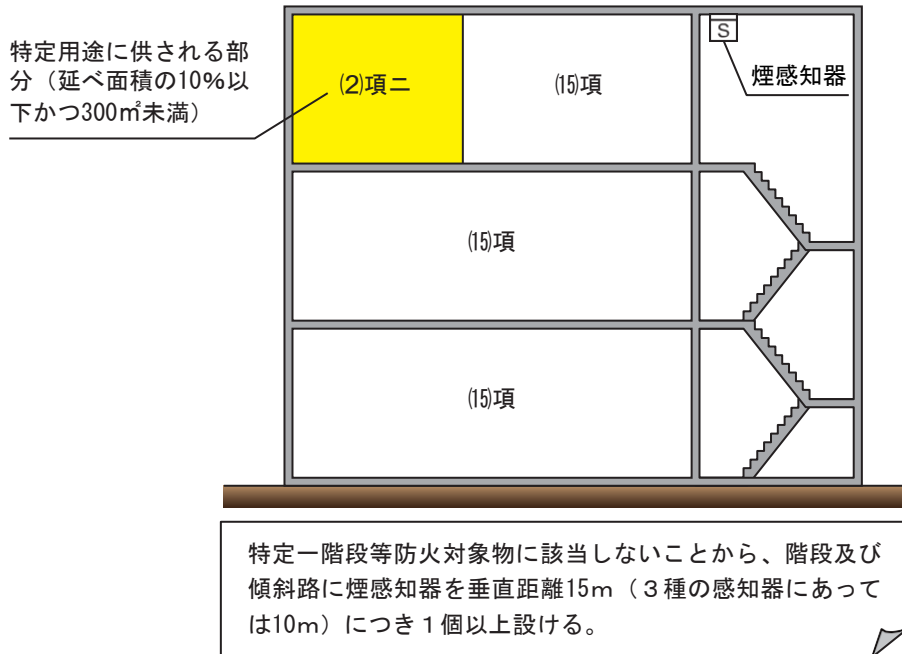 特定用途に供される部
分（延べ面積の10%以
下かつ300㎡未満）
⑵項ニ
⒂項
S
煙感知器
⒂項
⒂項
特定一階段等防火対象物に該当しないことから、階段及び
傾斜路に煙感知器を垂直距離15ｍ（３種の感知器にあって
は10ｍ）につき１個以上設ける。